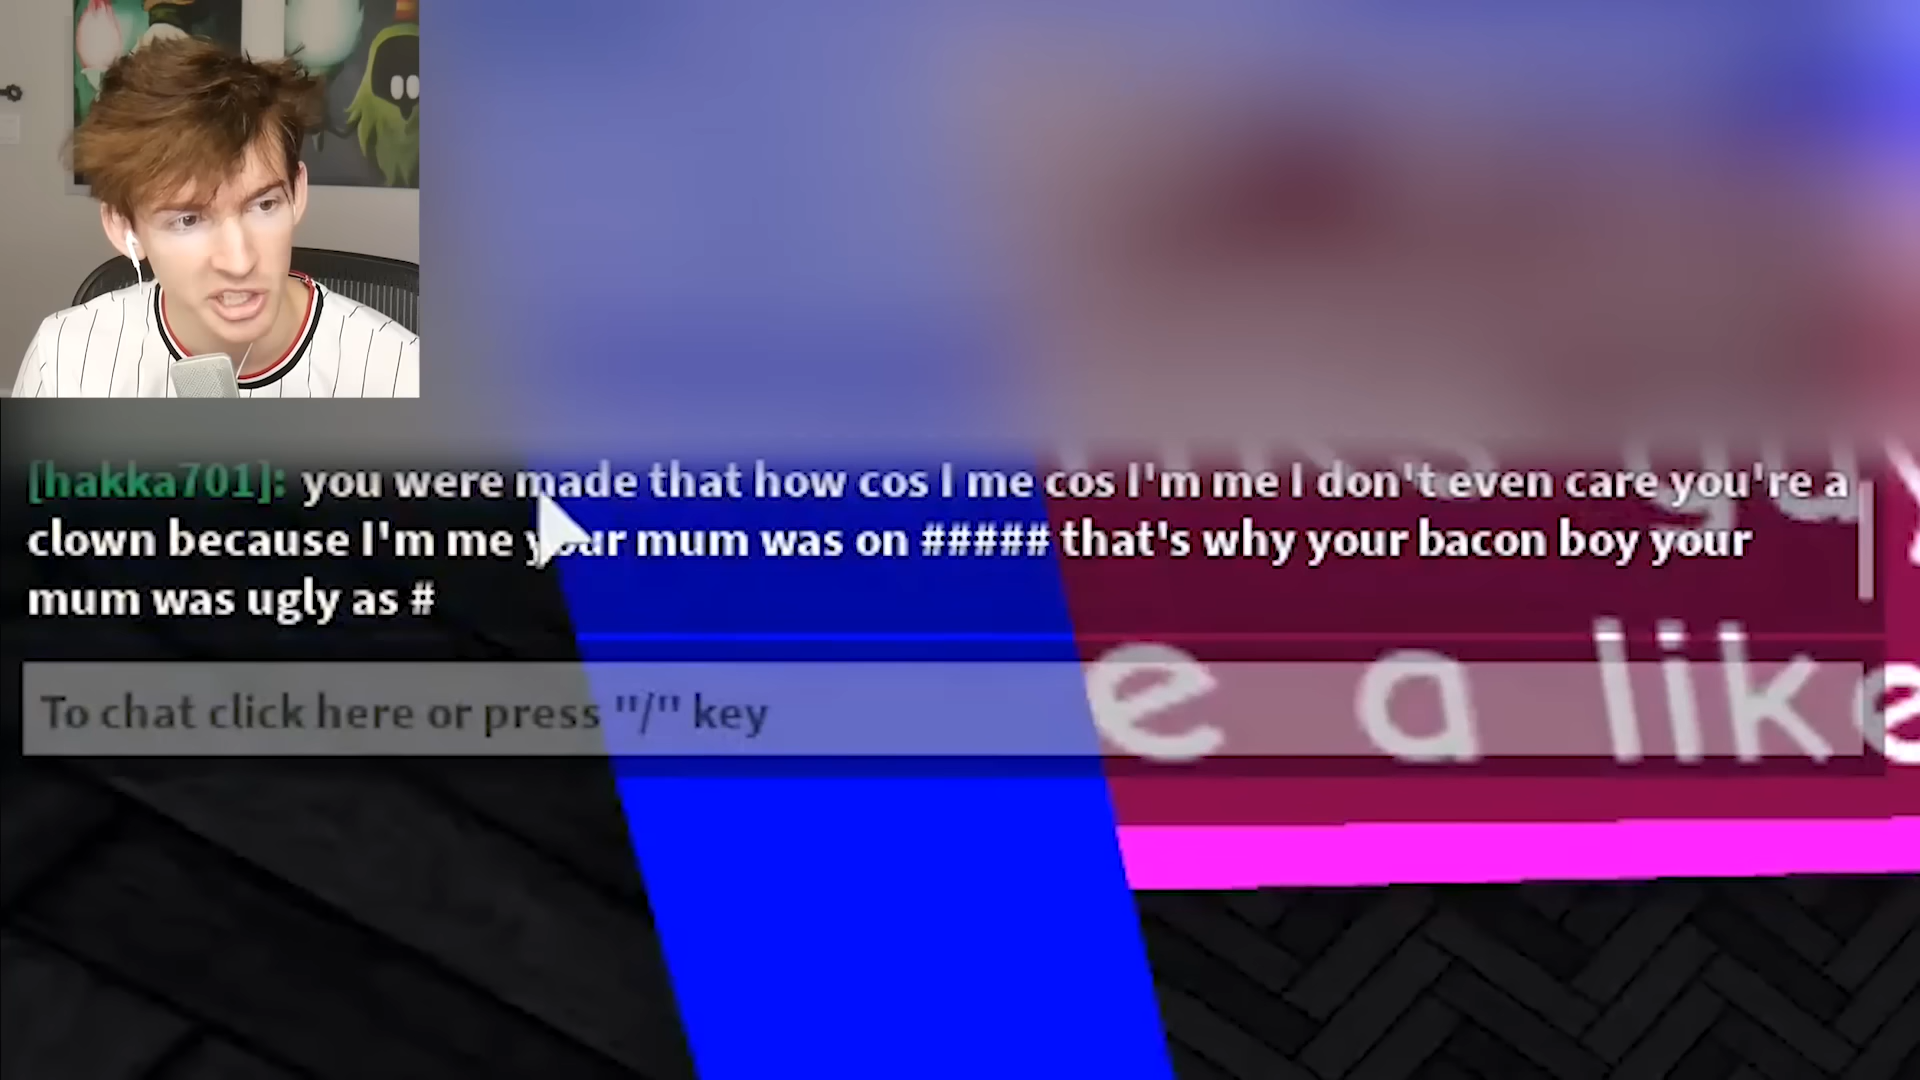 [hakka701]: you were made that how cos I me cos I'm me I don't even care you're a
clown because I'm me your mum was on ##### that's why your bacon boy your
mum was ugly as #
To chat click here or press "/" key
e a like